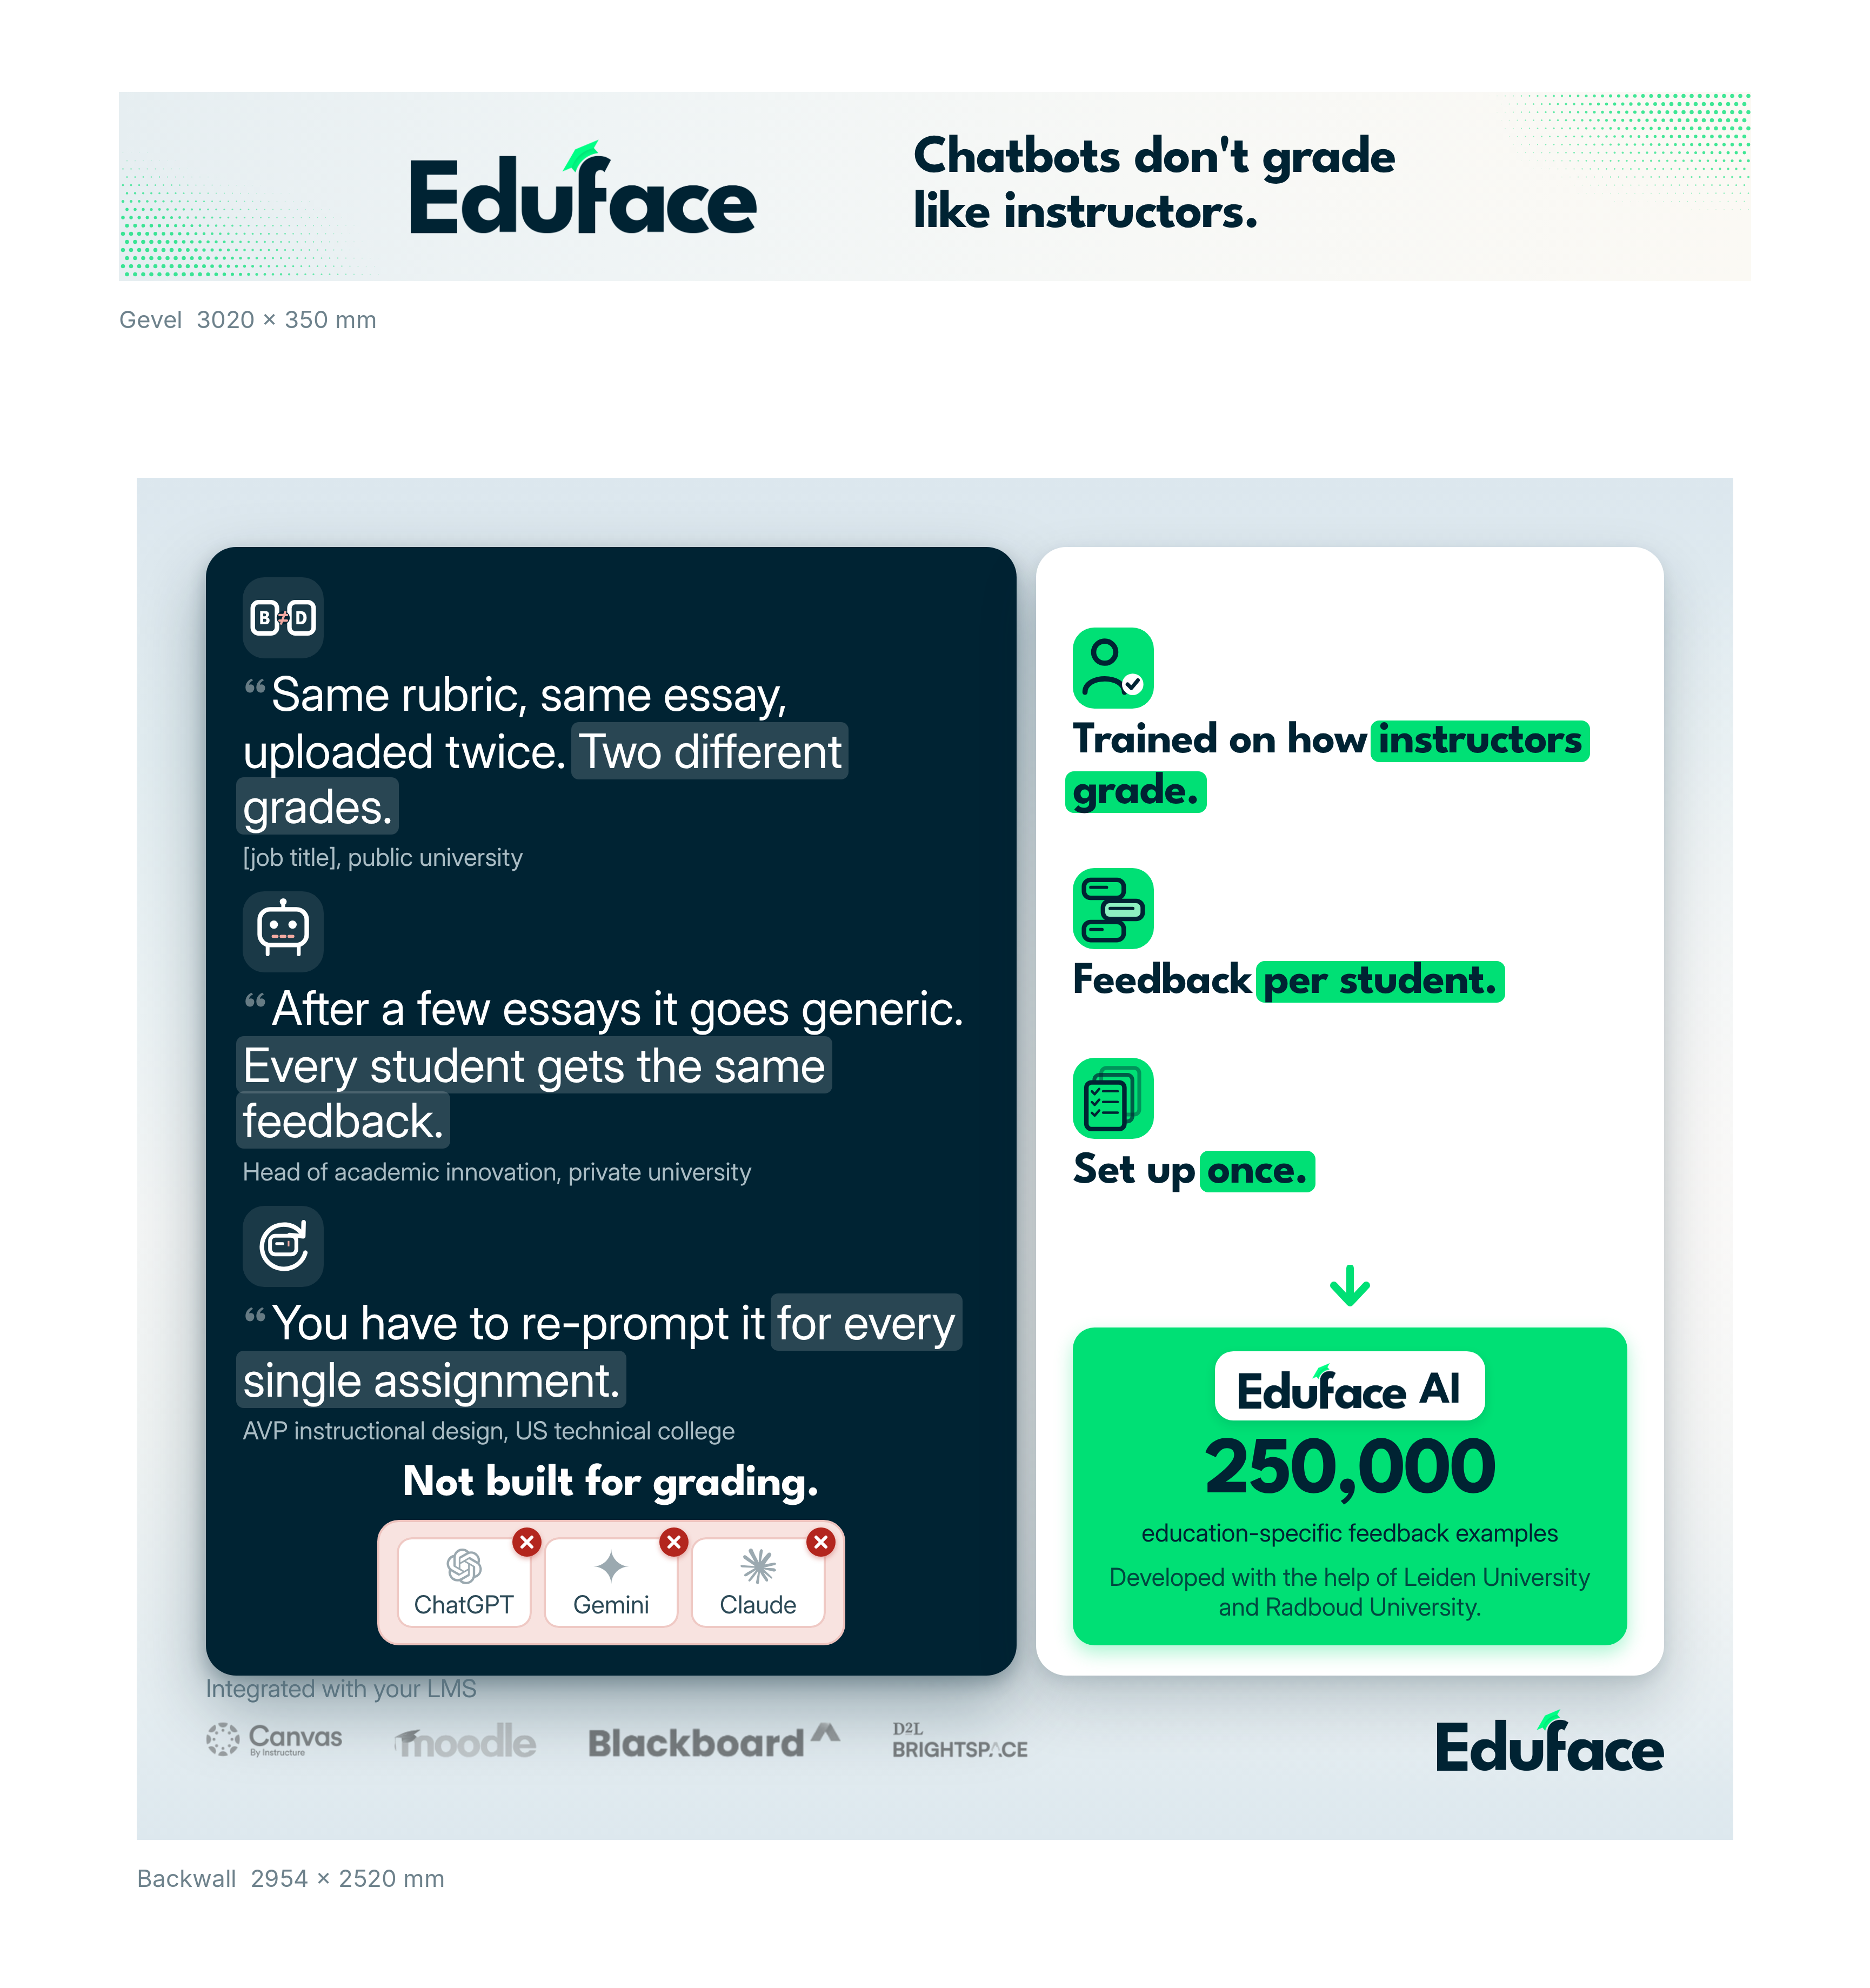 Eduface
Chatbots don't grade
like instructors.
Gevel 3020 × 350 mm
B ≠ D
“Same rubric, same essay,
uploaded twice. Two different
grades.
[job title], public university
“After a few essays it goes generic.
Every student gets the same
feedback.
Head of academic innovation, private university
“You have to re-prompt it for every
single assignment.
AVP instructional design, US technical college
Not built for grading.
ChatGPT Gemini Claude
Trained on how instructors
grade.
Feedback per student.
Set up once.
Eduface AI
250,000
education-specific feedback examples
Developed with the help of Leiden University
and Radboud University.
Integrated with your LMS
Canvas
By Instructure
moodle
Blackboard
D2L
BRIGHTSPACE
Eduface
Backwall 2954 × 2520 mm